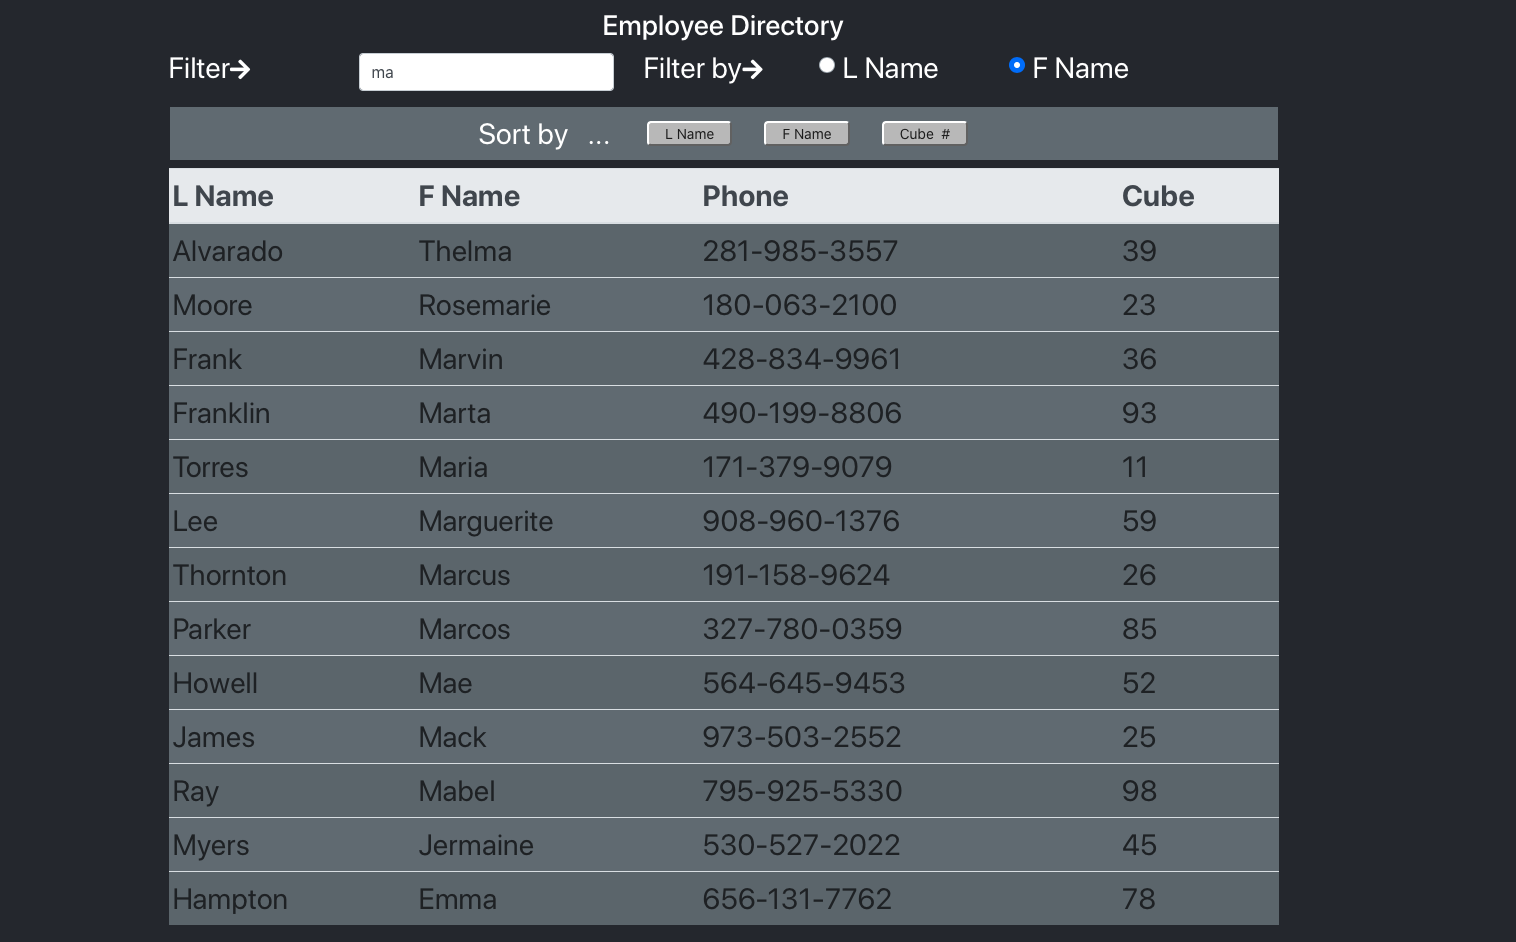 Employee Directory
Filter→ ma Filter by→ L Name F Name
Sort by ... L Name F Name Cube #
L Name F Name Phone Cube
Alvarado Thelma 281-985-3557 39
Moore Rosemarie 180-063-2100 23
Frank Marvin 428-834-9961 36
Franklin Marta 490-199-8806 93
Torres Maria 171-379-9079 11
Lee Marguerite 908-960-1376 59
Thornton Marcus 191-158-9624 26
Parker Marcos 327-780-0359 85
Howell Mae 564-645-9453 52
James Mack 973-503-2552 25
Ray Mabel 795-925-5330 98
Myers Jermaine 530-527-2022 45
Hampton Emma 656-131-7762 78